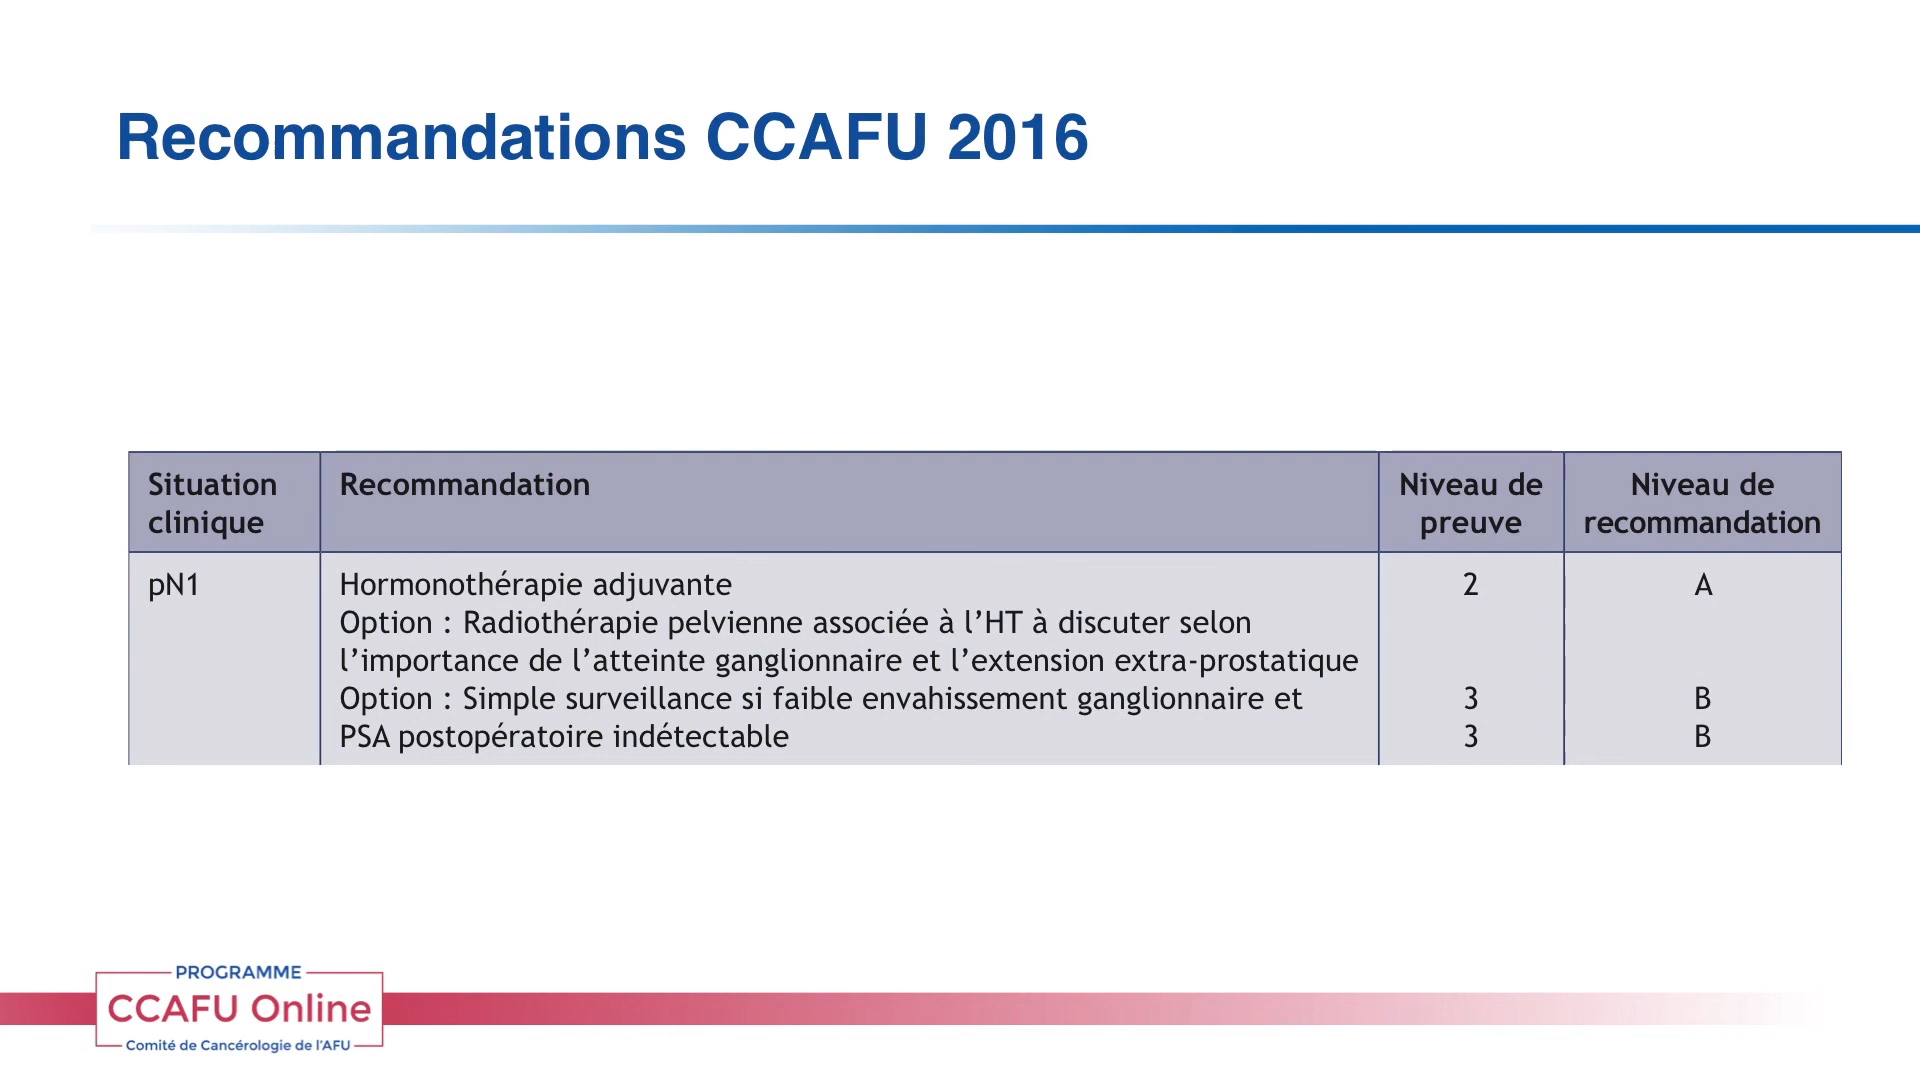 Recommandations CCAFU 2016
Situation clinique
Recommandation
Niveau de preuve
Niveau de recommandation
pN1
Hormonothérapie adjuvante 2 A
Option : Radiothérapie pelvienne associée à l’HT à discuter selon
l’importance de l’atteinte ganglionnaire et l’extension extra-prostatique
Option : Simple surveillance si faible envahissement ganglionnaire et 3 B
PSA postopératoire indétectable 3 B
PROGRAMME
CCAFU Online
Comité de Cancérologie de l’AFU